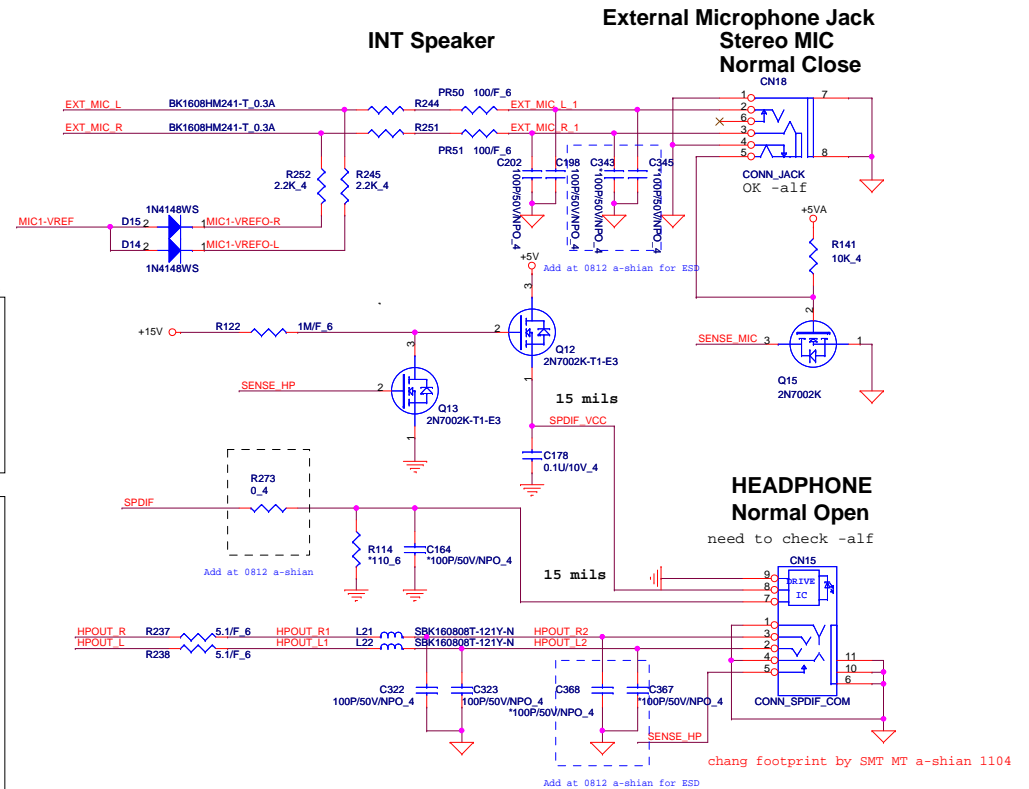 External Microphone Jack
INT Speaker
Stereo MIC
Normal Close
CN18
PR50 100/F_6
EXT_MIC_L
BK1608HM241-T_0.3A
R244
EXT_MIC_L_1
EXT_MIC_R
BK1608HM241-T_0.3A
R251
EXT_MIC_R_1
PR51 100/F_6
1
2
6
3
4
5
7
8
CONN_JACK
OK -alf
R252
2.2K_4
R245
2.2K_4
C202
100P/50V/NPO_4
C198
100P/50V/NPO_4
C343
*100P/50V/NPO_4
C345
*100P/50V/NPO_4
Add at 0812 a-shian for ESD
1N4148WS
MIC1-VREF
D15
2
1
MIC1-VREFO-R
D14
2
1
MIC1-VREFO-L
1N4148WS
+5VA
R141
10K_4
+5V
3
+15V
R122
1M/F_6
2
Q12
2N7002K-T1-E3
1
3
SENSE_HP
2
Q13
2N7002K-T1-E3
1
2
SENSE_MIC
3
1
Q15
2N7002K
15 mils
SPDIF_VCC
C178
0.1U/10V_4
HEADPHONE
Normal Open
need to check -alf
R273
0_4
SPDIF
R114
*110_6
C164
*100P/50V/NPO_4
Add at 0812 a-shian
15 mils
CN15
9
8
7
DRIVE
IC
1
3
2
4
5
11
10
6
CONN_SPDIF_COM
HPOUT_R
R237
5.1/F_6
HPOUT_R1
L21
SBK160808T-121Y-N
HPOUT_R2
HPOUT_L
R238
5.1/F_6
HPOUT_L1
L22
SBK160808T-121Y-N
HPOUT_L2
C322
100P/50V/NPO_4
C323
100P/50V/NPO_4
C368
*100P/50V/NPO_4
C367
*100P/50V/NPO_4
SENSE_HP
chang footprint by SMT MT a-shian 1104
Add at 0812 a-shian for ESD